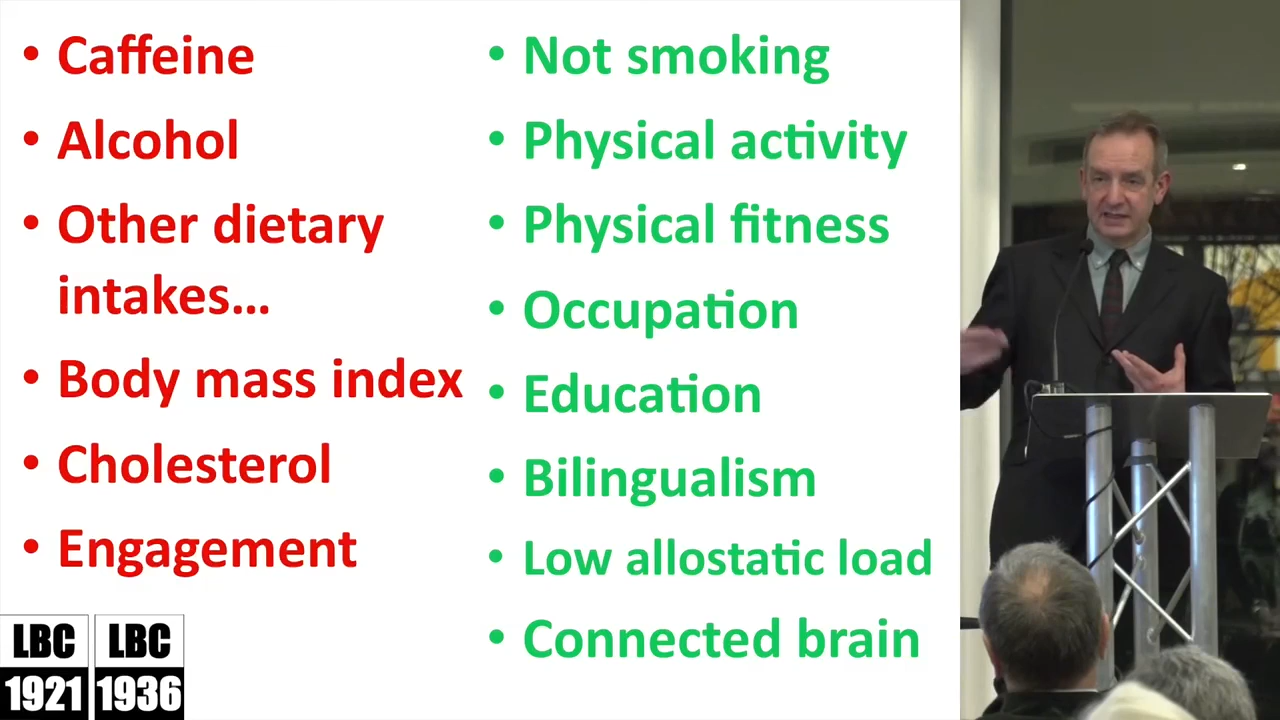 • Caffeine
• Alcohol
• Other dietary
intakes...
• Body mass index
• Cholesterol
• Engagement
• Not smoking
• Physical activity
• Physical fitness
• Occupation
• Education
• Bilingualism
• Low allostatic load
• Connected brain
LBC
1921
LBC
1936